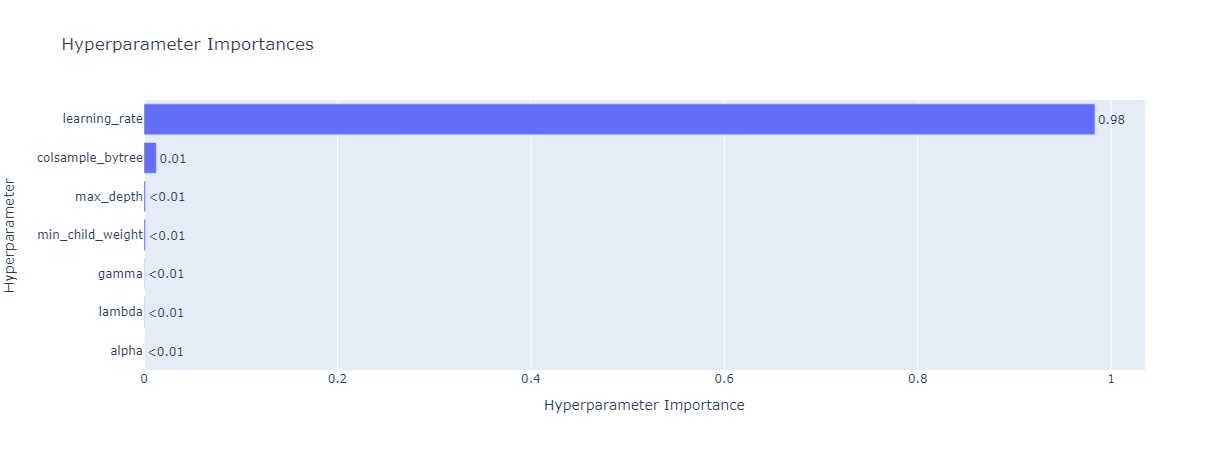 Hyperparameter Importances
Hyperparameter
learning_rate 0.98
colsample_bytree 0.01
max_depth <0.01
min_child_weight <0.01
gamma <0.01
lambda <0.01
alpha <0.01
0 0.2 0.4 0.6 0.8 1
Hyperparameter Importance